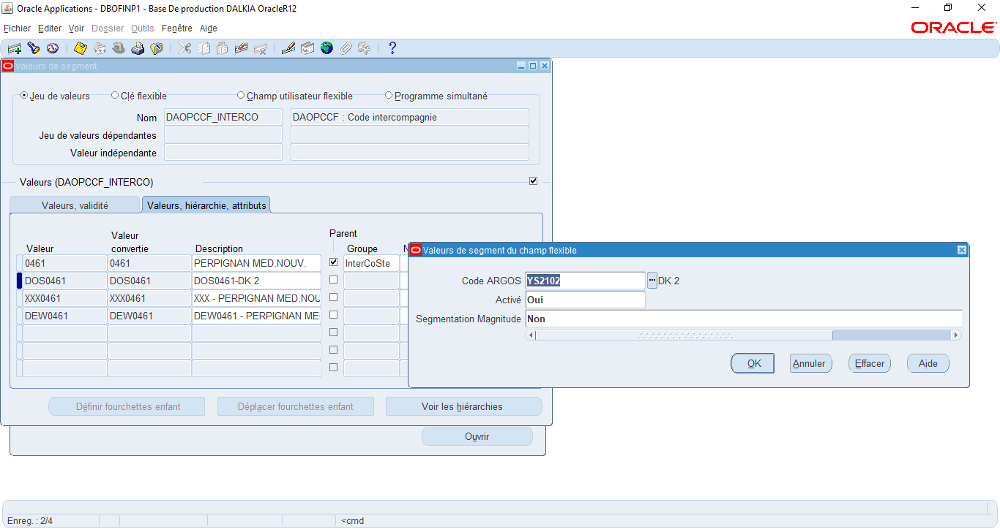 Oracle Applications - DBOFINP1 - Base De production DALKIA OracleR12
Fichier Editer Voir Dossier Outils Fenêtre Aide
ORACLE
Valeurs de segment
Jeu de valeurs Clé flexible Champ utilisateur flexible Programme simultané
Nom DAOPCCF_INTERCO DAOPCCF : Code intercompagnie
Jeu de valeurs dépendantes
Valeur indépendante
Valeurs (DAOPCCF_INTERCO)
Valeurs, validité Valeurs, hiérarchie, attributs
Parent
Valeur
Valeur convertie Description Groupe N
0461 0461 PERPIGNAN MED.NOUV. InterCoSte
DOS0461 DOS0461 DOS0461-DK 2
XXX0461 XXX0461 XXX - PERPIGNAN MED.NOU
DEW0461 DEW0461 DEW0461 - PERPIGNAN ME
Définir fourchettes enfant Déplacer fourchettes enfant Voir les hiérarchies
Ouvrir
Valeurs de segment du champ flexible
Code ARGOS YS2102 ... DK 2
Activé Oui
Segmentation Magnitude Non
OK Annuler Effacer Aide
Enreg. : 2/4 <cmd